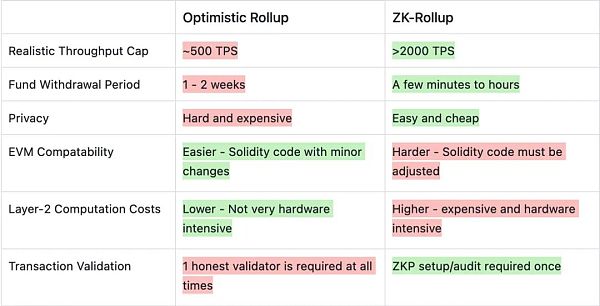 Optimistic Rollup ZK-Rollup
Realistic Throughput Cap ~500 TPS >2000 TPS
Fund Withdrawal Period 1 - 2 weeks A few minutes to hours
Privacy Hard and expensive Easy and cheap
EVM Compatability Easier - Solidity code with minor Harder - Solidity code must be
changes adjusted
Layer-2 Computation Costs Lower - Not very hardware Higher - expensive and hardware
intensive intensive
Transaction Validation 1 honest validator is required at all ZKP setup/audit required once
times